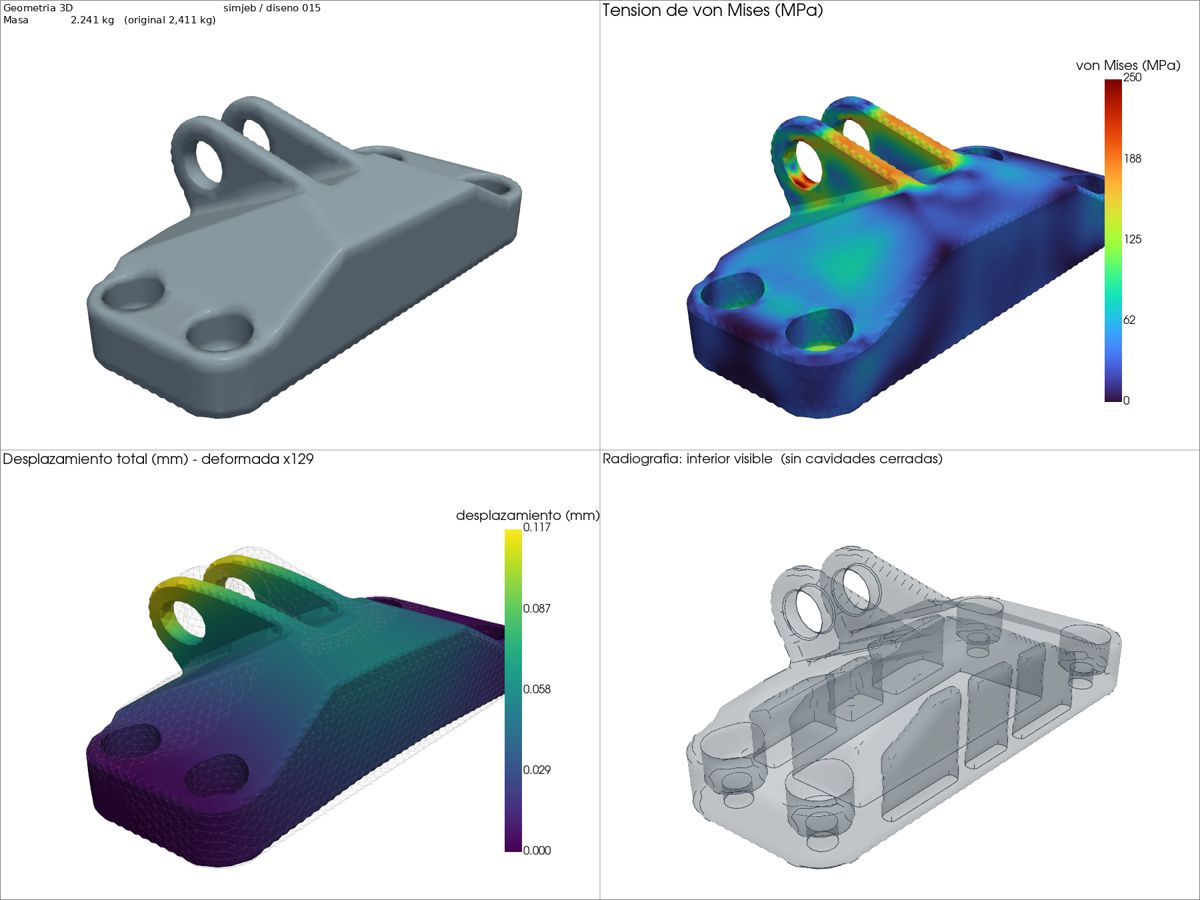 Geometria 3D simjeb / diseno 015
Masa 2.241 kg (original 2,411 kg)
Tension de von Mises (MPa)
von Mises (MPa)
250
188
125
62
0
Desplazamiento total (mm) - deformada x129
desplazamiento (mm)
0.117
0.087
0.058
0.029
0.000
Radiografia: interior visible (sin cavidades cerradas)